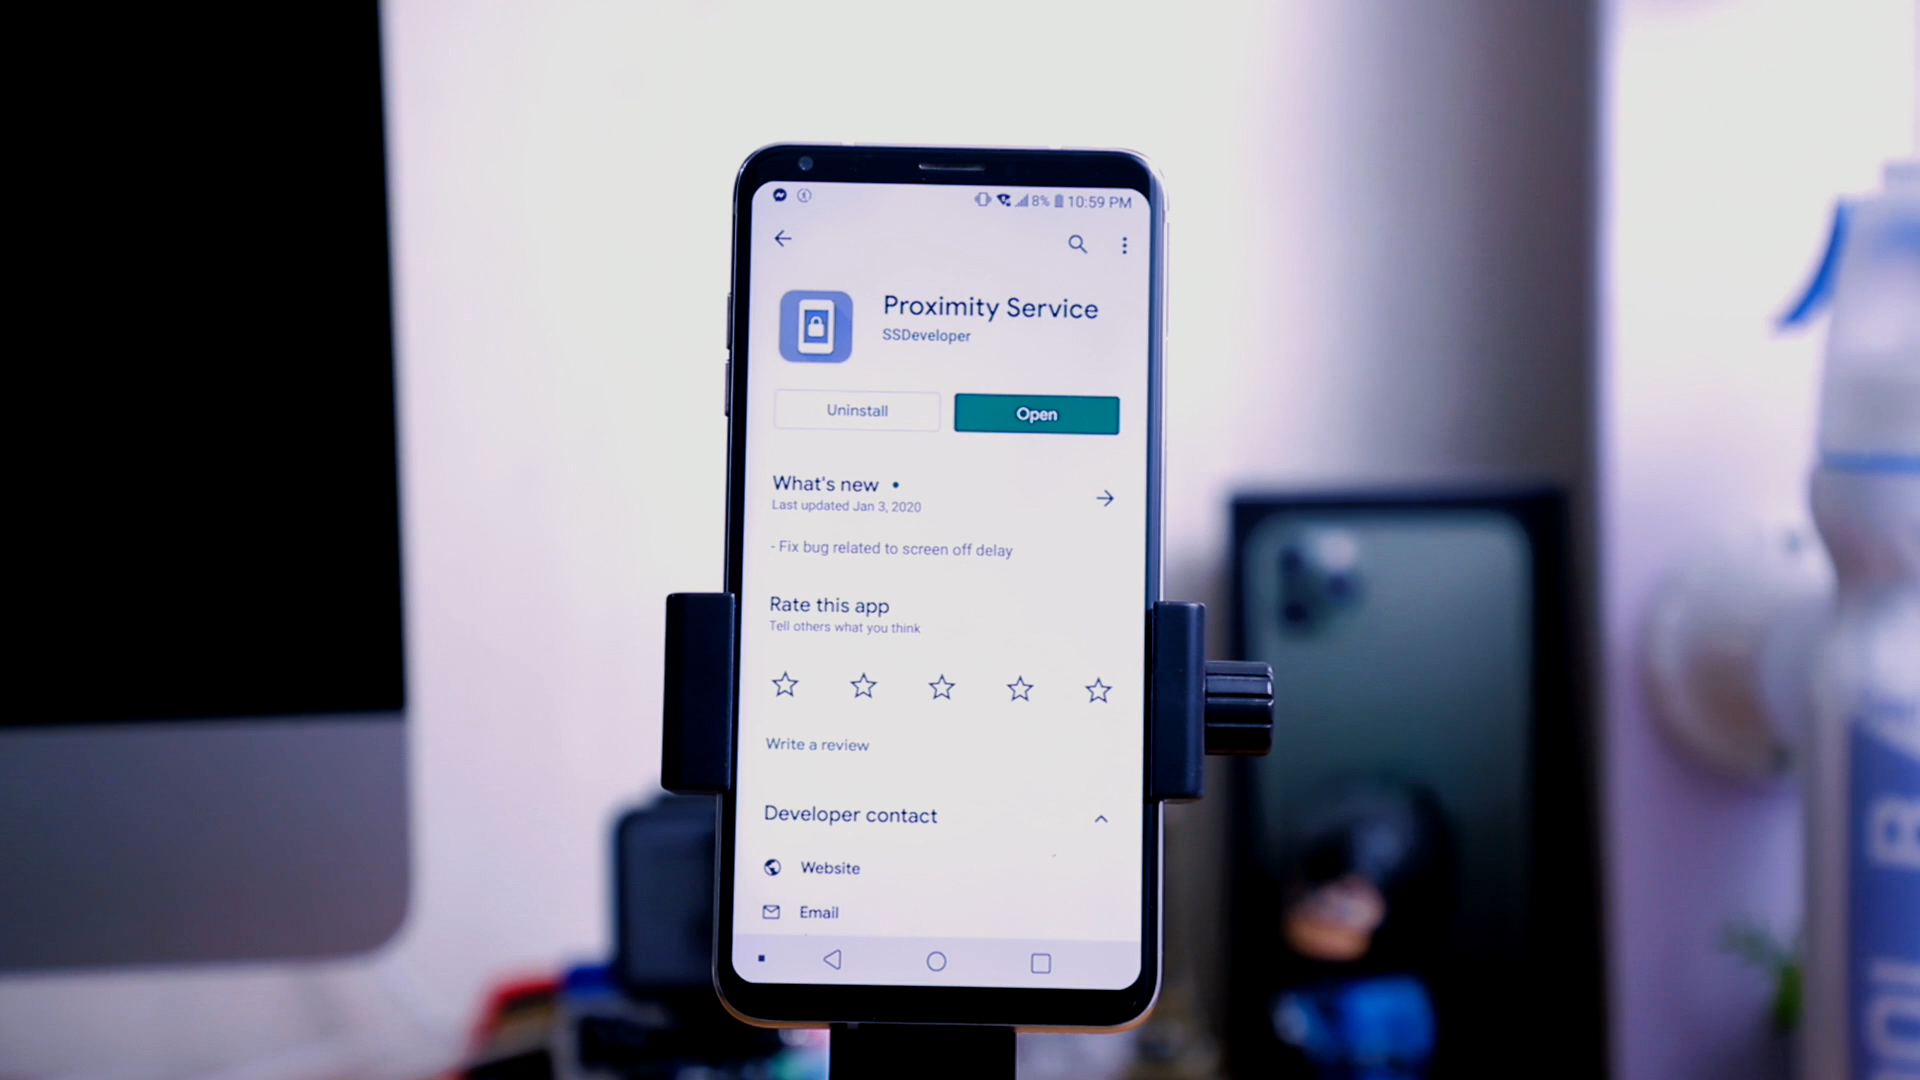 8% 10:59 PM
Proximity Service
SSDeveloper
Uninstall
Open
What's new •
Last updated Jan 3, 2020
- Fix bug related to screen off delay
Rate this app
Tell others what you think
Write a review
Developer contact
Website
Email